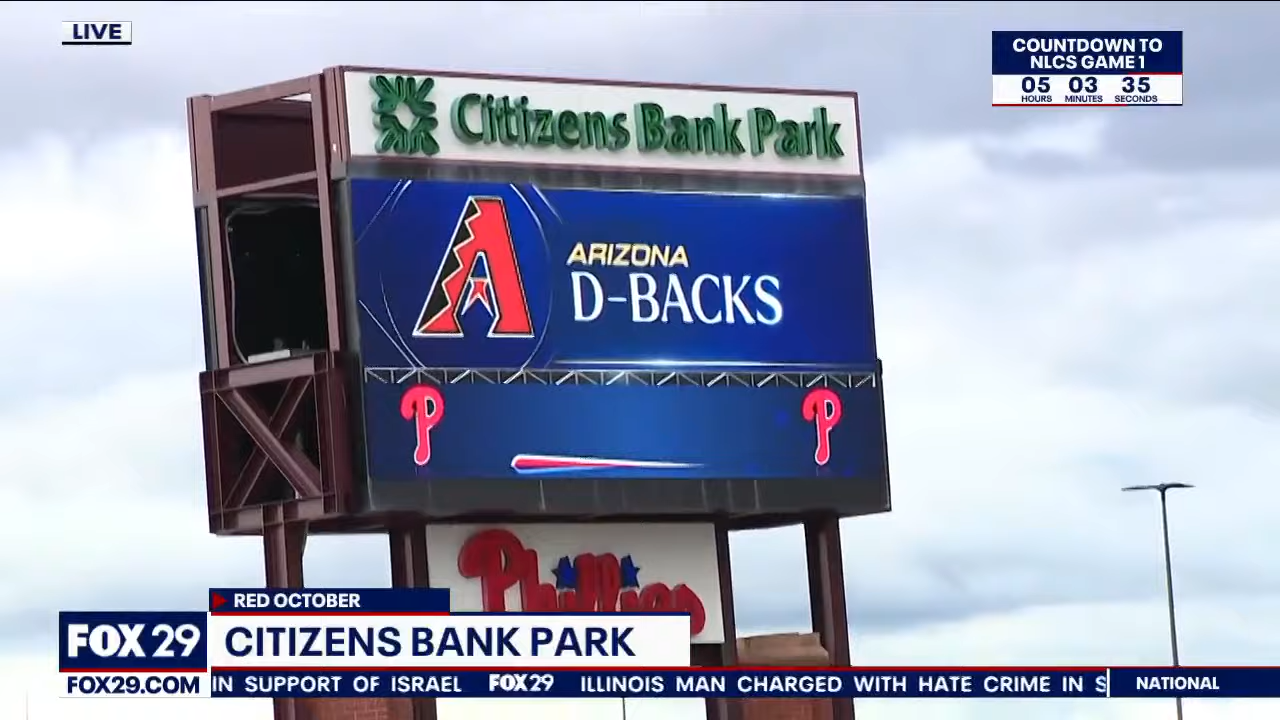 LIVE
COUNTDOWN TO
NLCS GAME 1
05 03 35
HOURS MINUTES SECONDS
Citizens Bank Park
A
ARIZONA
D-BACKS
P P
Phillies
RED OCTOBER
FOX 29
CITIZENS BANK PARK
FOX29.COM IN SUPPORT OF ISRAEL FOX 29 ILLINOIS MAN CHARGED WITH HATE CRIME IN S NATIONAL